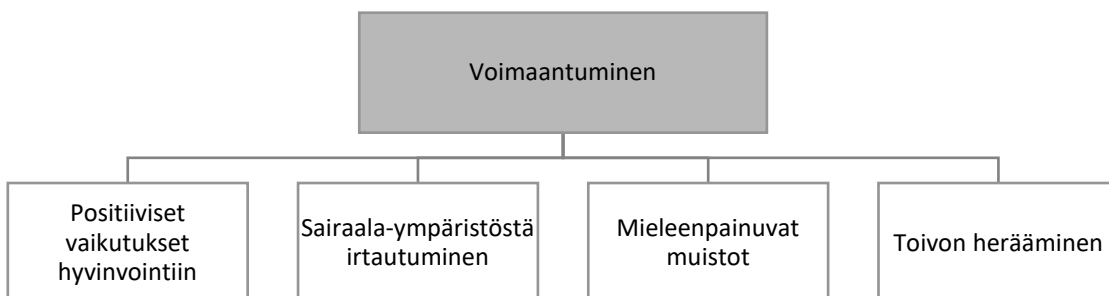 Voimaantuminen
Positiiviset
vaikutukset
hyvinvointiin
Sairaala-ympäristöstä
irtautuminen
Mieleenpainuvat
muistot
Toivon herääminen